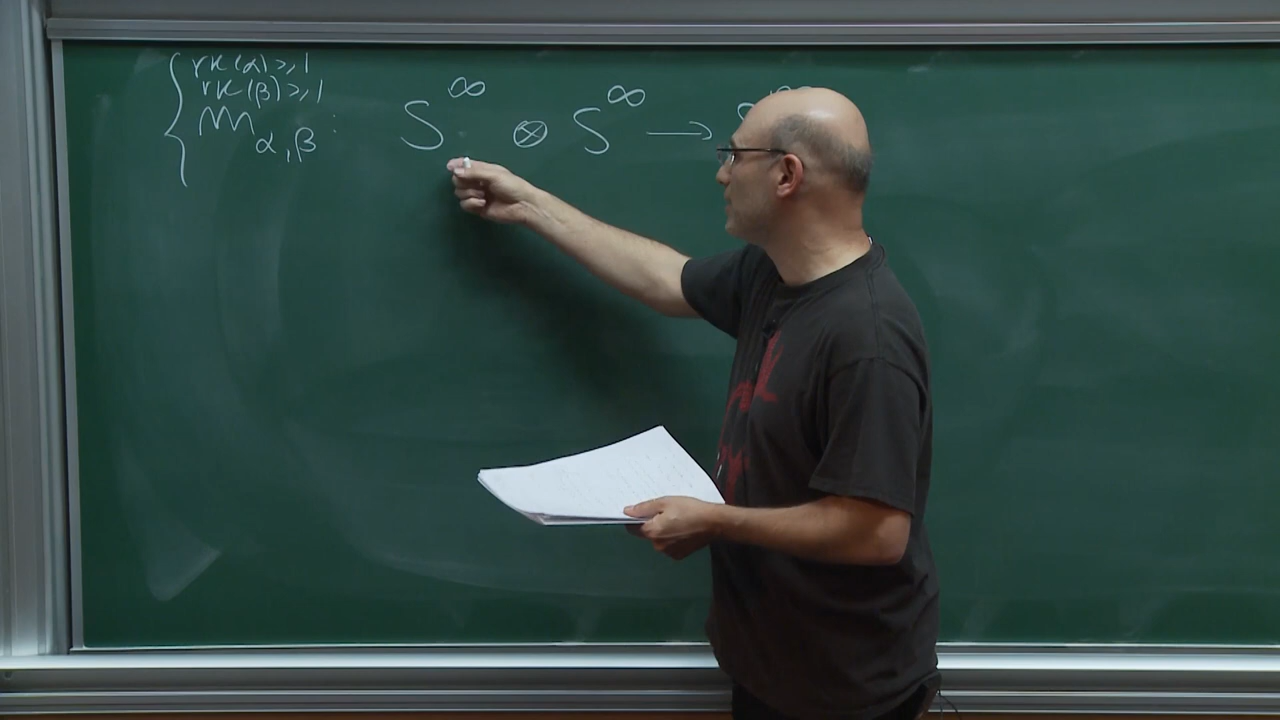 rk(α)≥1
rk(β)≥1
m_{α,β} : S^∞ ⊗ S^∞ → S^∞